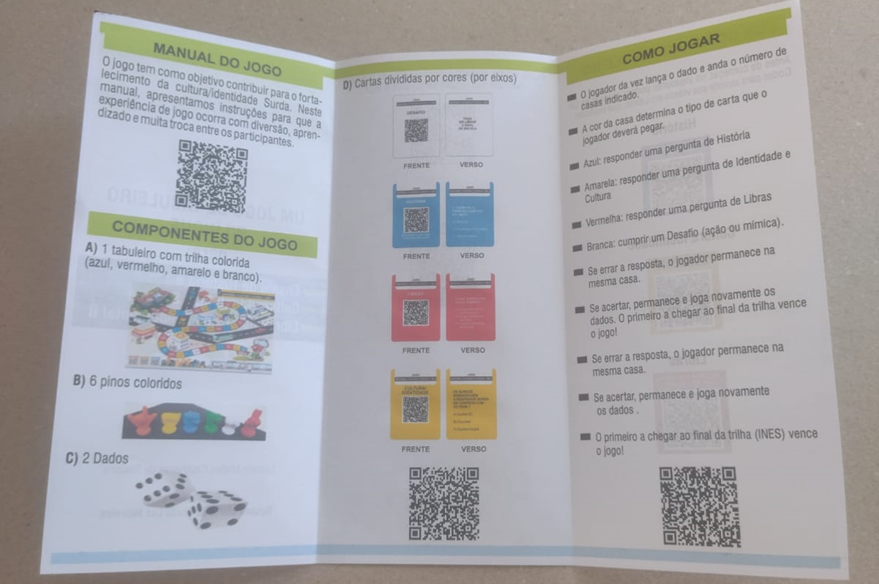 MANUAL DO JOGO
O jogo tem como objetivo contribuir para o forta-
lecimento da cultura/identidade Surda. Neste
manual, apresentamos instruções para que a
experiência de jogo ocorra com diversão, apren-
dizado e muita troca entre os participantes.
COMPONENTES DO JOGO
A) 1 tabuleiro com trilha colorida
(azul, vermelho, amarelo e branco).
B) 6 pinos coloridos
C) 2 Dados
D) Cartas divididas por cores (por eixos)
DESAFIO
FRENTE VERSO
FRENTE VERSO
FRENTE VERSO
CULTURA/
IDENTIDADE
FRENTE VERSO
COMO JOGAR
O jogador da vez lança o dado e anda o número de
casas indicado.
A cor da casa determina o tipo de carta que o
jogador deverá pegar.
Azul: responder uma pergunta de História
Amarela: responder uma pergunta de Identidade e
Cultura
Vermelha: responder uma pergunta de Libras
Branca: cumprir um Desafio (ação ou mímica).
Se errar a resposta, o jogador permanece na
mesma casa.
Se acertar, permanece e joga novamente os
dados. O primeiro a chegar ao final da trilha vence
o jogo!
Se errar a resposta, o jogador permanece na
mesma casa.
Se acertar, permanece e joga novamente
os dados .
O primeiro a chegar ao final da trilha (INES) vence
o jogo!